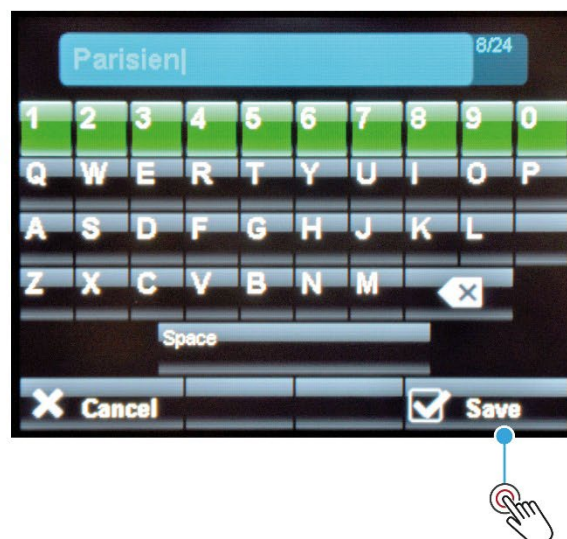 Parisien
8/24
1 2 3 4 5 6 7 8 9 0
Q W E R T Y U I O P
A S D F G H J K L
Z X C V B N M
Space
Cancel Save